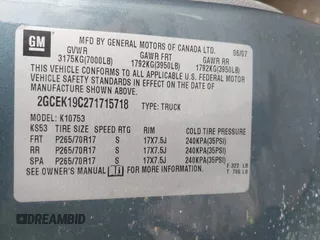 GM
MFD BY GENERAL MOTORS OF CANADA LTD. 06/07
GVWR GAWR FRT GAWR RR
3175KG(7000LB) 1792KG(3950LB) 1792KG(3950LB)
THIS VEHICLE CONFORMS TO ALL APPLICABLE U.S. FEDERAL
MOTOR VEHICLE SAFETY STANDARDS IN EFFECT ON THE DATE OF
MANUFACTURE SHOWN ABOVE.
2GCEK19C271715718 TYPE: TRUCK
MODEL: K10753
KS53 TIRE SIZE SPEED RTG RIM COLD TIRE PRESSURE
FRT P265/70R17 S 17X7.5J 240KPA(35PSI)
RR P265/70R17 S 17X7.5J 240KPA(35PSI)
SPA P265/70R17 S 17X7.5J 240KPA(35PSI)
SEE OWNER'S MANUAL FOR MORE INFORMATION.
DREAMBID